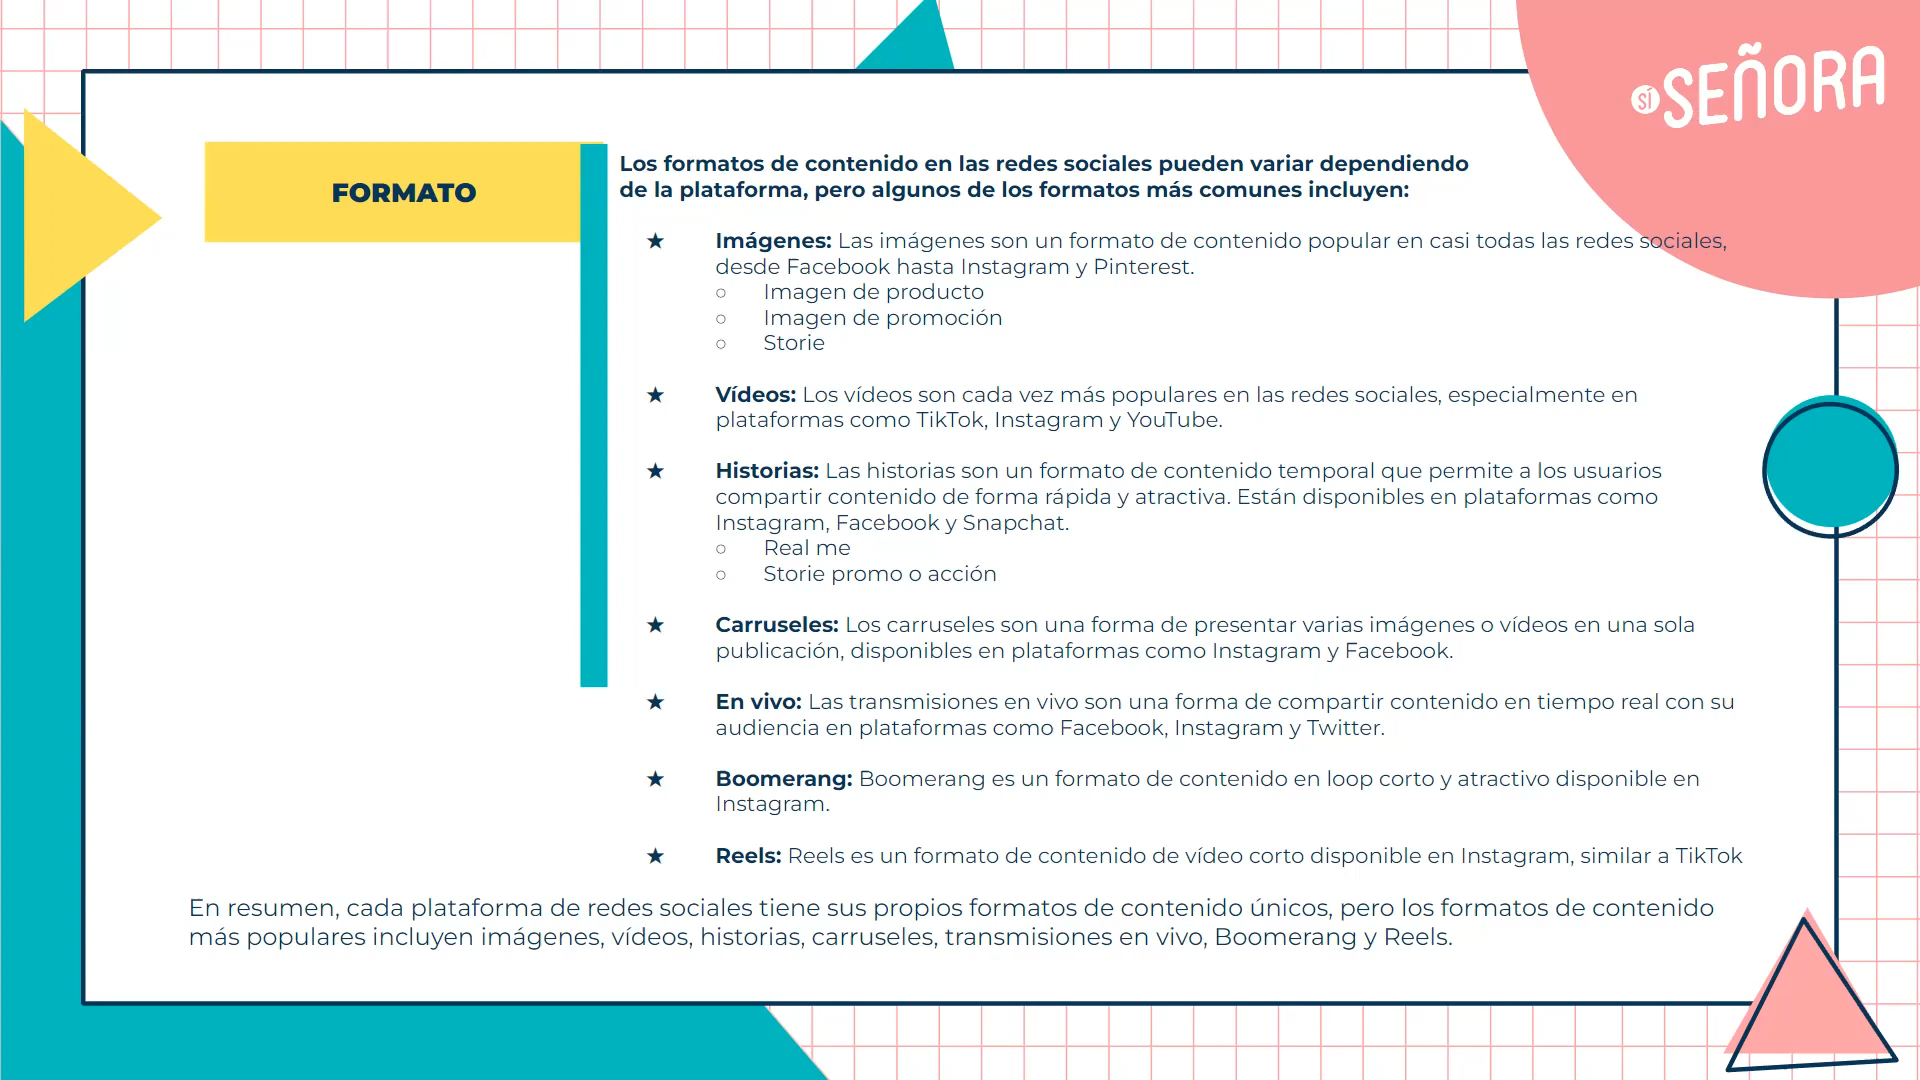 SÍ SEÑORA
FORMATO
Los formatos de contenido en las redes sociales pueden variar dependiendo
de la plataforma, pero algunos de los formatos más comunes incluyen:
★ Imágenes: Las imágenes son un formato de contenido popular en casi todas las redes sociales,
desde Facebook hasta Instagram y Pinterest.
○ Imagen de producto
○ Imagen de promoción
○ Storie
★ Vídeos: Los vídeos son cada vez más populares en las redes sociales, especialmente en
plataformas como TikTok, Instagram y YouTube.
★ Historias: Las historias son un formato de contenido temporal que permite a los usuarios
compartir contenido de forma rápida y atractiva. Están disponibles en plataformas como
Instagram, Facebook y Snapchat.
○ Real me
○ Storie promo o acción
★ Carruseles: Los carruseles son una forma de presentar varias imágenes o vídeos en una sola
publicación, disponibles en plataformas como Instagram y Facebook.
★ En vivo: Las transmisiones en vivo son una forma de compartir contenido en tiempo real con su
audiencia en plataformas como Facebook, Instagram y Twitter.
★ Boomerang: Boomerang es un formato de contenido en loop corto y atractivo disponible en
Instagram.
★ Reels: Reels es un formato de contenido de vídeo corto disponible en Instagram, similar a TikTok
En resumen, cada plataforma de redes sociales tiene sus propios formatos de contenido únicos, pero los formatos de contenido
más populares incluyen imágenes, vídeos, historias, carruseles, transmisiones en vivo, Boomerang y Reels.